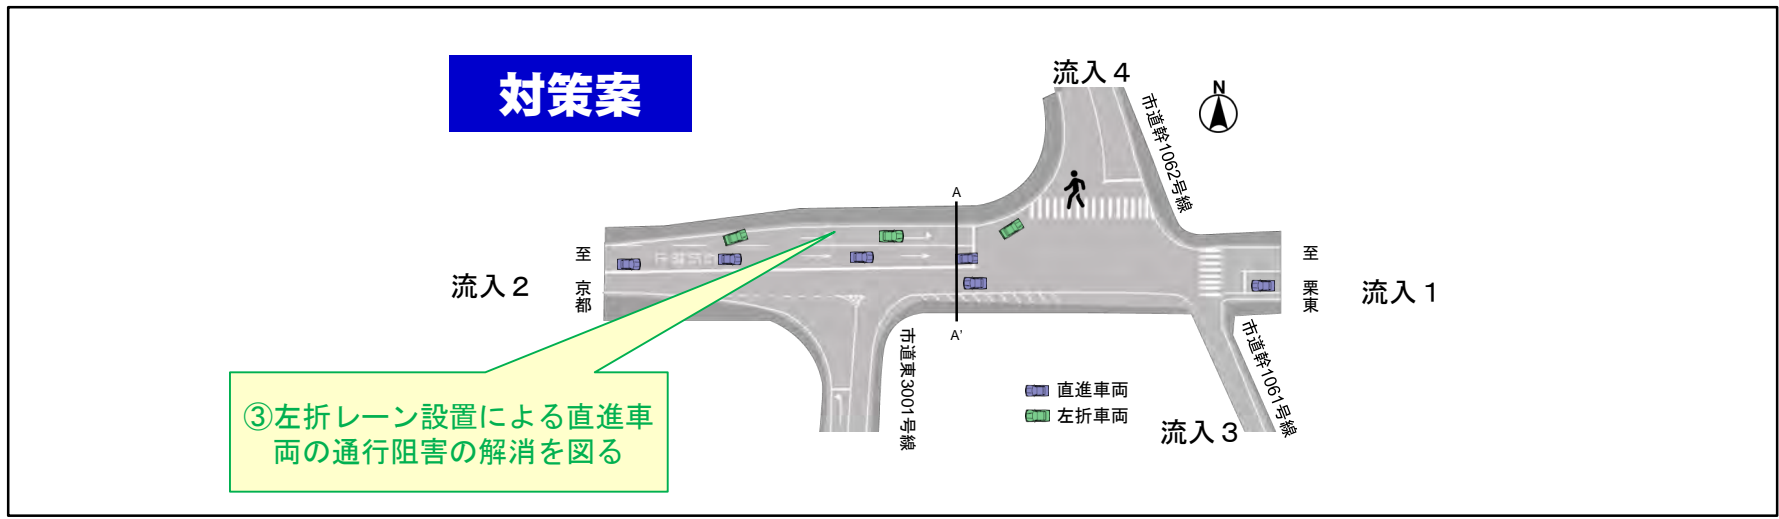 対策案
流入４
N
市道幹1062号線
A
至
京都
流入２
至
栗東
流入１
A'
市道東3001号線
市道幹1061号線
直進車両
左折車両
流入３
③左折レーン設置による直進車
両の通行阻害の解消を図る